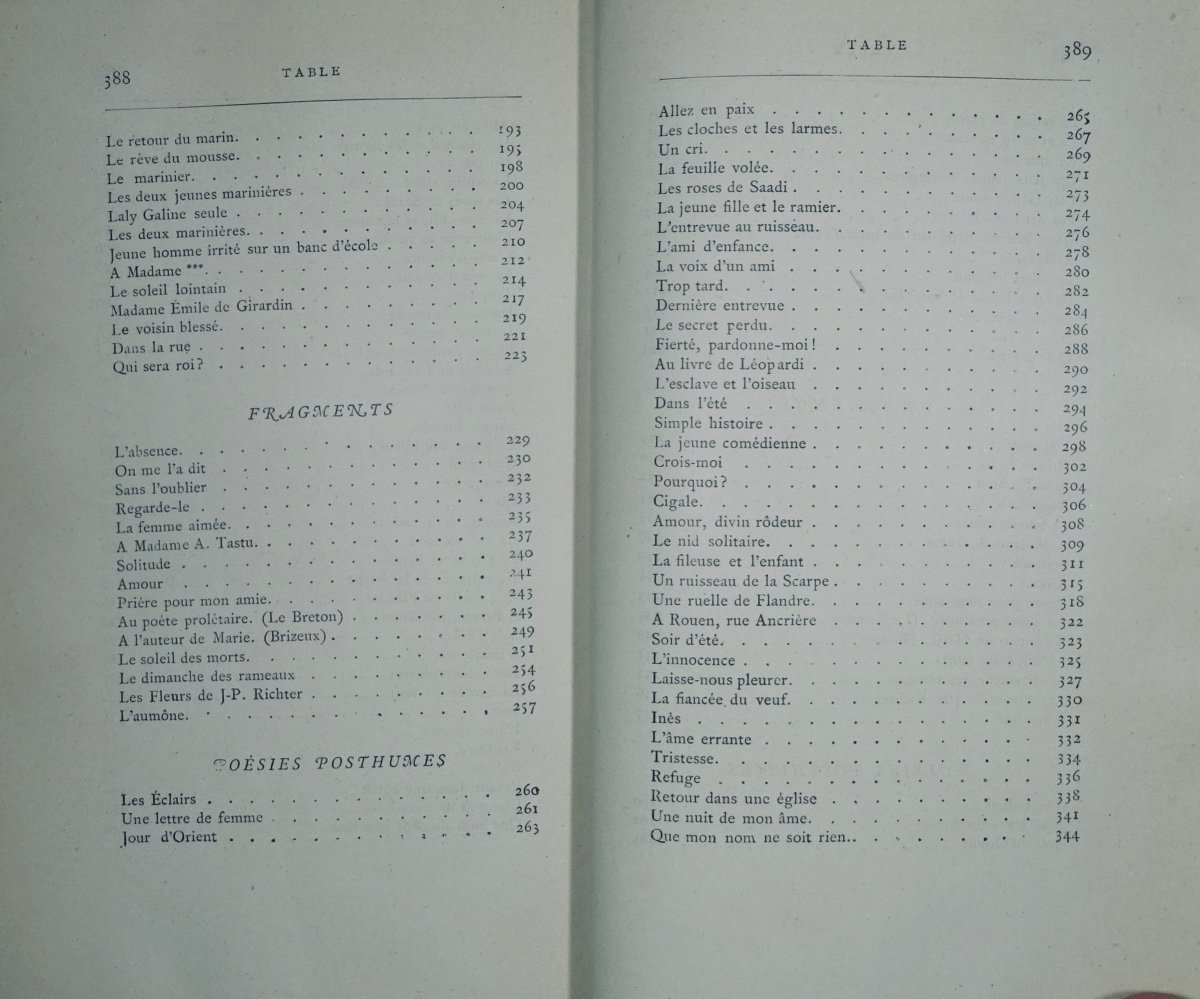 388 TABLE
Le retour du marin. 193
Le rêve du mousse. 195
Le marinier. 198
Les deux jeunes marinières 200
Laly Galine seule 204
Les deux marinières. 207
Jeune homme irrité sur un banc d'école 210
A Madame ***. 212
Le soleil lointain 214
Madame Émile de Girardin 217
Le voisin blessé. 219
Dans la rue 221
Qui sera roi? 223
FRAGMENTS
L'absence. 229
On me l'a dit 230
Sans l'oublier 232
Regarde-le 233
La femme aimée. 235
A Madame A. Tastu. 237
Solitude 240
Amour 241
Prière pour mon amie. 243
Au poète prolétaire. (Le Breton) 245
A l'auteur de Marie. (Brizeux) 249
Le soleil des morts. 251
Le dimanche des rameaux 254
Les Fleurs de J-P. Richter 256
L'aumône. 257
POÉSIES POSTHUMES
Les Éclairs 260
Une lettre de femme 261
Jour d'Orient 263
TABLE 389
Allez en paix 265
Les cloches et les larmes. 267
Un cri. 269
La feuille volée. 271
Les roses de Saadi 273
La jeune fille et le ramier. 274
L'entrevue au ruisseau. 276
L'ami d'enfance. 278
La voix d'un ami 280
Trop tard. 282
Dernière entrevue 284
Le secret perdu. 286
Fierté, pardonne-moi! 288
Au livre de Léopardi 290
L'esclave et l'oiseau 292
Dans l'été 294
Simple histoire 296
La jeune comédienne 298
Crois-moi 302
Pourquoi? 304
Cigale. 306
Amour, divin rôdeur 308
Le nid solitaire. 309
La fileuse et l'enfant 311
Un ruisseau de la Scarpe 315
Une ruelle de Flandre. 318
A Rouen, rue Ancrière 322
Soir d'été. 323
L'innocence 325
Laisse-nous pleurer. 327
La fiancée du veuf. 330
Inès 331
L'âme errante 332
Tristesse. 334
Refuge 336
Retour dans une église 338
Une nuit de mon âme. 341
Que mon nom ne soit rien.. 344